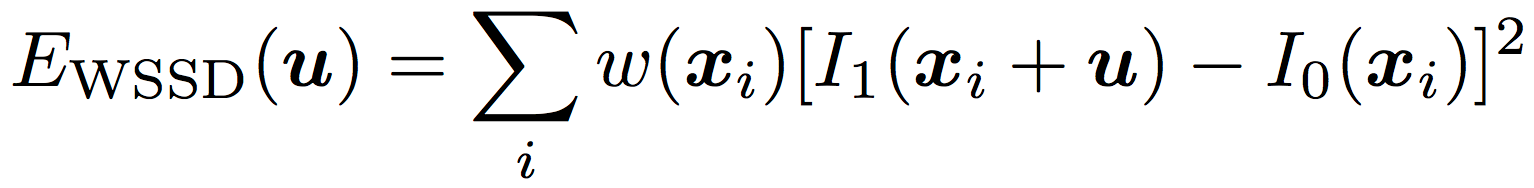 E_WSSD(u) = ∑_i w(x_i)[I_1(x_i + u) − I_0(x_i)]^2